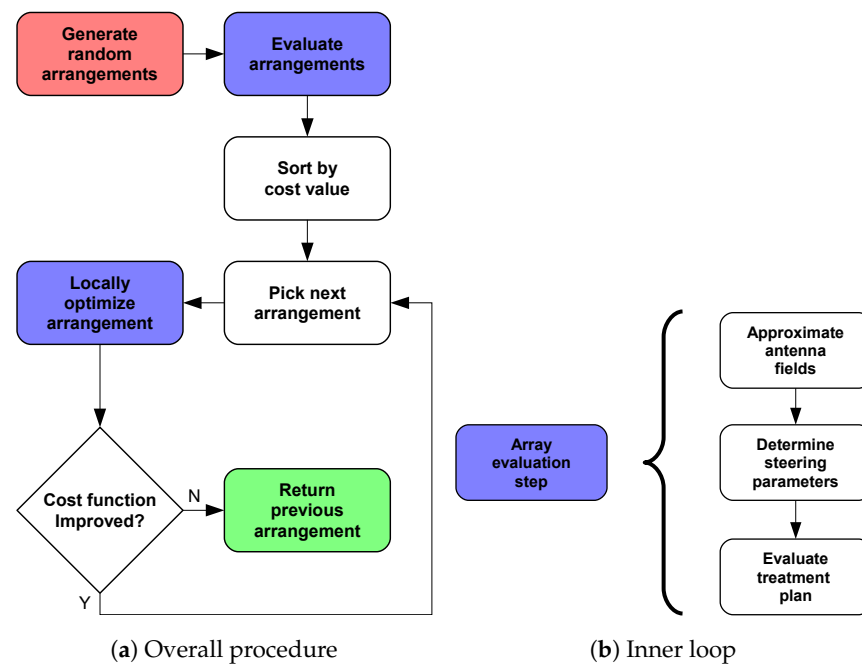 Generate
random
arrangements
Evaluate
arrangements
Sort by
cost value
Pick next
arrangement
Locally
optimize
arrangement
Cost function
Improved?
N
Y
Return
previous
arrangement
(a) Overall procedure
Array
evaluation
step
Approximate
antenna
fields
Determine
steering
parameters
Evaluate
treatment
plan
(b) Inner loop